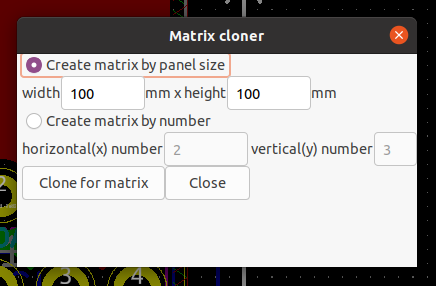 Matrix cloner
Create matrix by panel size
width 100 mm x height 100 mm
Create matrix by number
horizontal(x) number 2 vertical(y) number 3
Clone for matrix Close
2
3 4